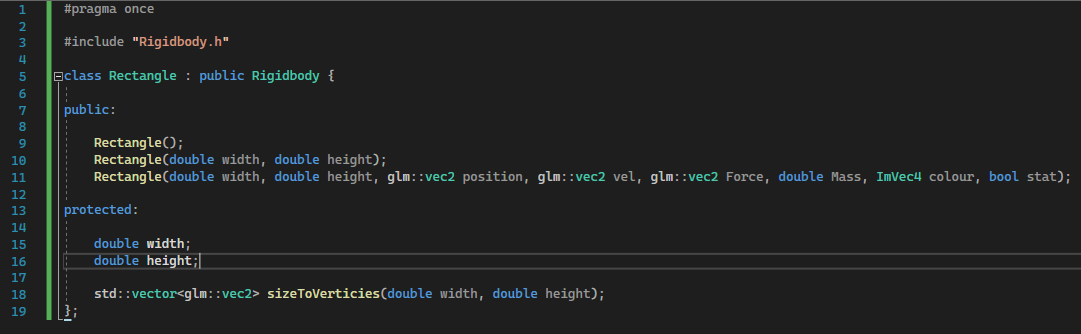 1 #pragma once
2
3 #include "Rigidbody.h"
4
5 class Rectangle : public Rigidbody {
6
7 public:
8
9 Rectangle();
10 Rectangle(double width, double height);
11 Rectangle(double width, double height, glm::vec2 position, glm::vec2 vel, glm::vec2 Force, double Mass, ImVec4 colour, bool stat);
12
13 protected:
14
15 double width;
16 double height;
17
18 std::vector<glm::vec2> sizeToVerticies(double width, double height);
19 };